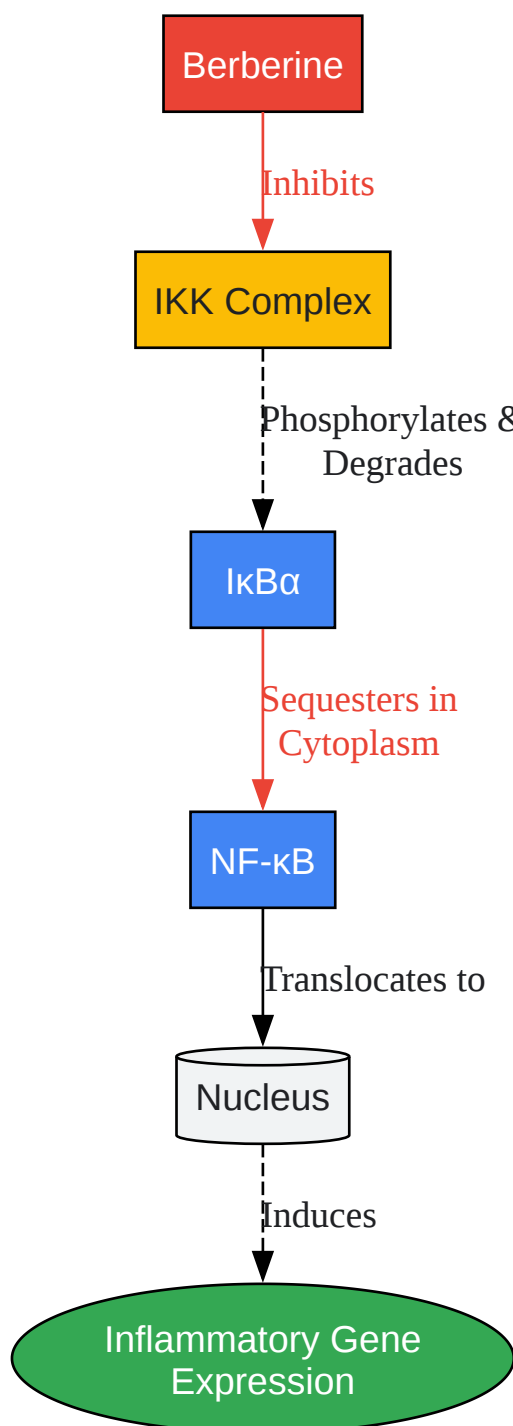 Berberine
Inhibits
IKK Complex
Phosphorylates &
Degrades
IκBα
Sequesters in
Cytoplasm
NF-κB
Translocates to
Nucleus
Induces
Inflammatory Gene
Expression